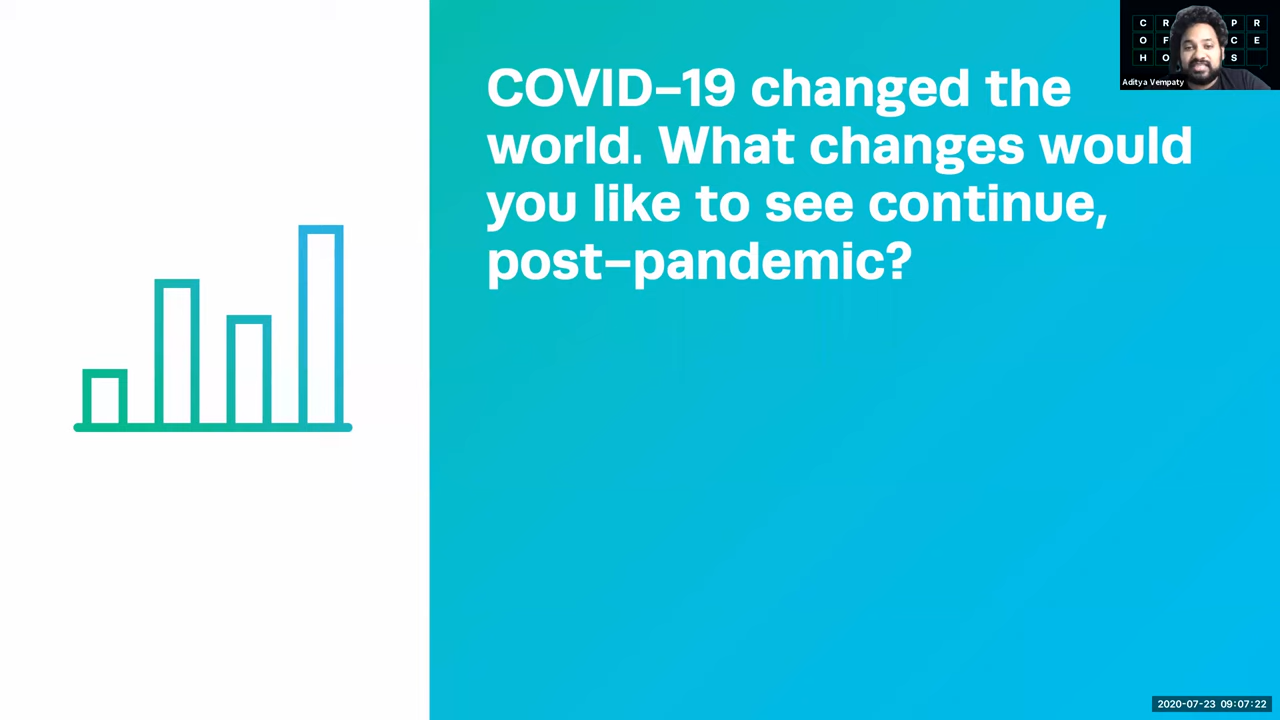 COVID-19 changed the
world. What changes would
you like to see continue,
post-pandemic?
C R P R
O F C E
H O S
Aditya Vempaty
2020-07-23 09:07:22